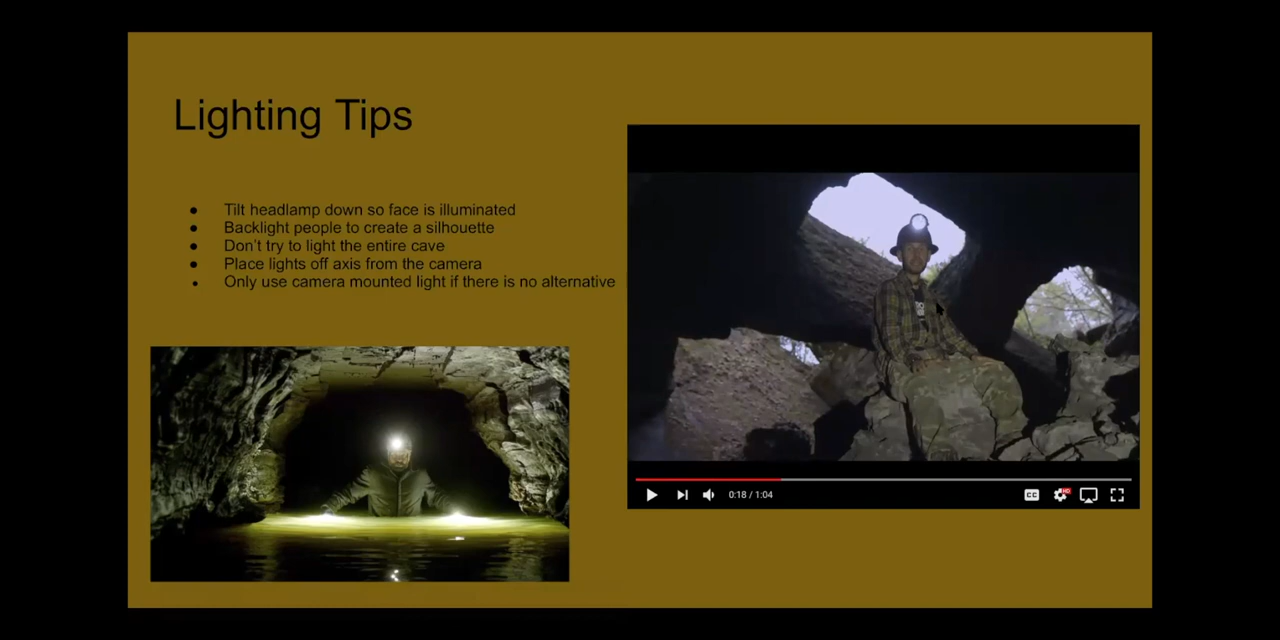 Lighting Tips
● Tilt headlamp down so face is illuminated
● Backlight people to create a silhouette
● Don't try to light the entire cave
● Place lights off axis from the camera
● Only use camera mounted light if there is no alternative
0:18 / 1:04
CC
HD